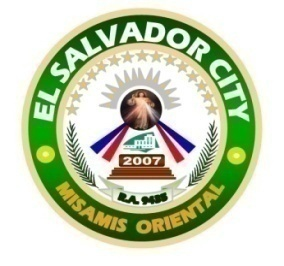 EL SALVADOR CITY
2007
R.A. 9435
MISAMIS ORIENTAL